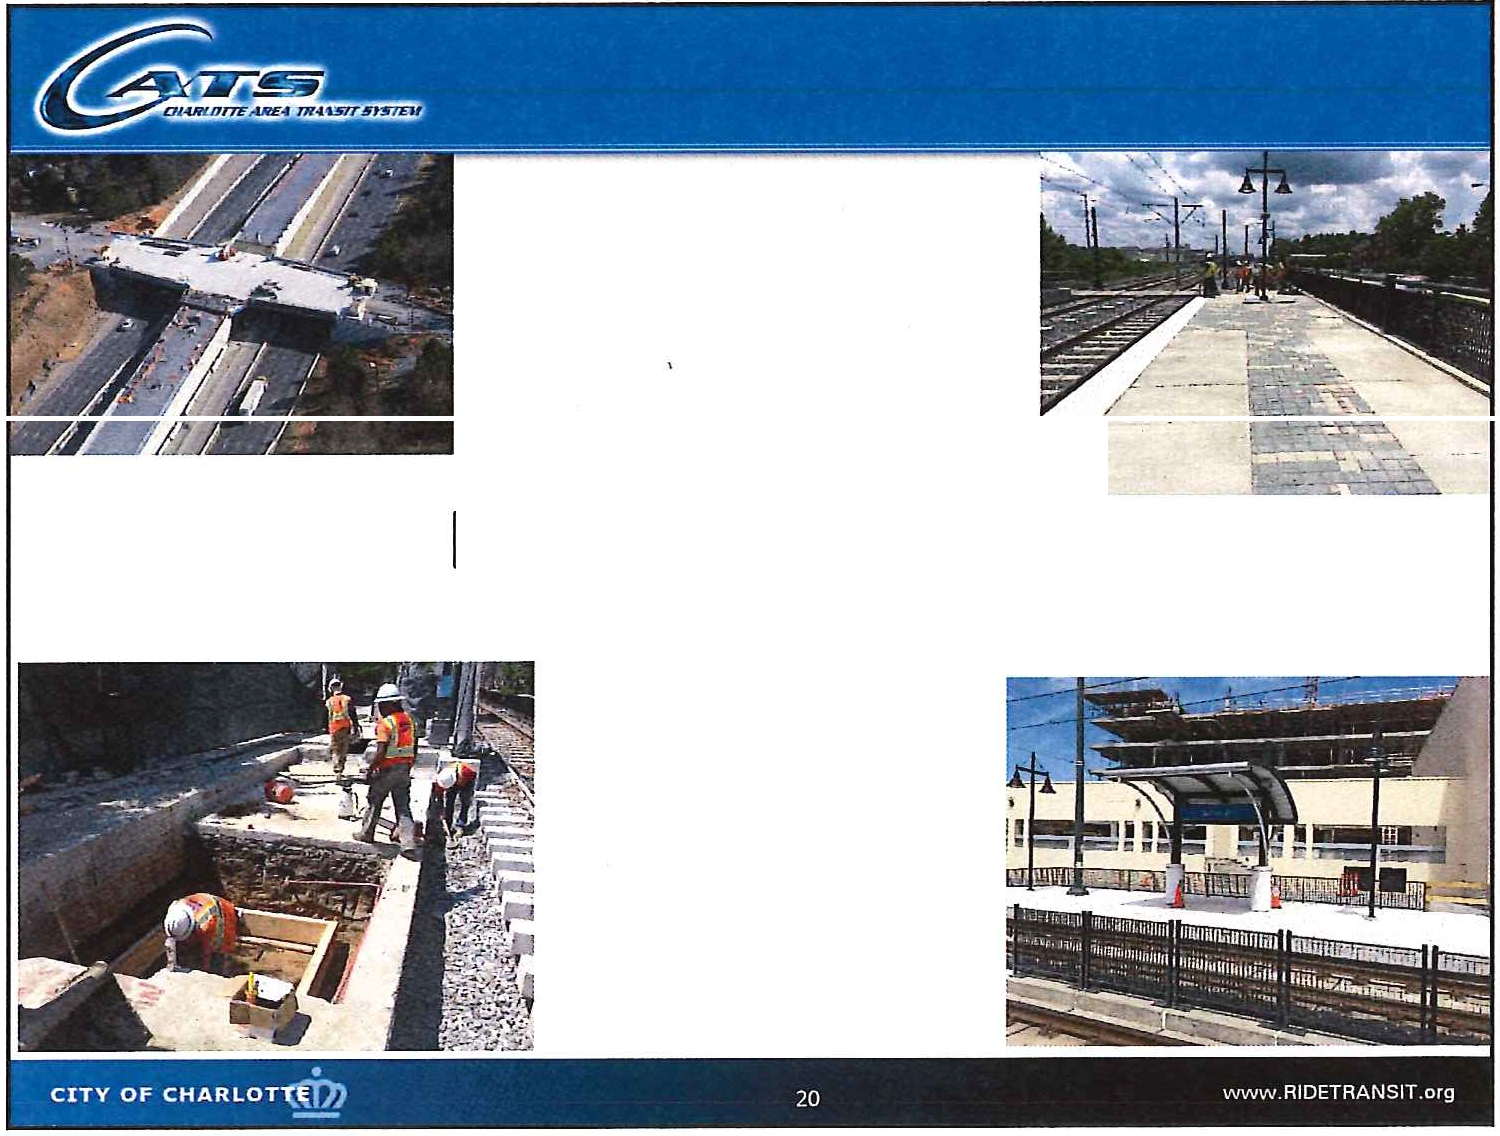 CATS
CHARLOTTE AREA TRANSIT SYSTEM
CITY OF CHARLOTTE
20
www.RIDETRANSIT.org